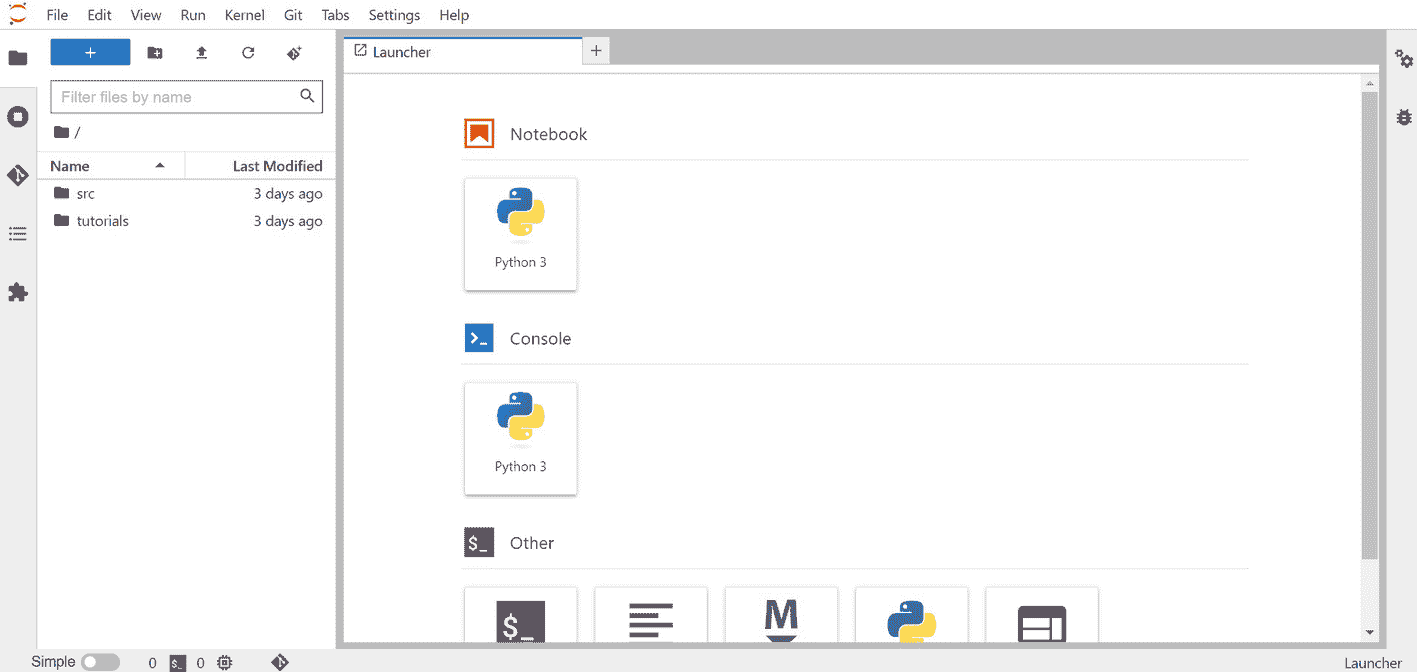 File Edit View Run Kernel Git Tabs Settings Help
+
Launcher
+
Filter files by name
/
Name Last Modified
src 3 days ago
tutorials 3 days ago
Notebook
Python 3
>_ Console
Python 3
$_ Other
$_ M
Simple 0 $_ 0 Launcher